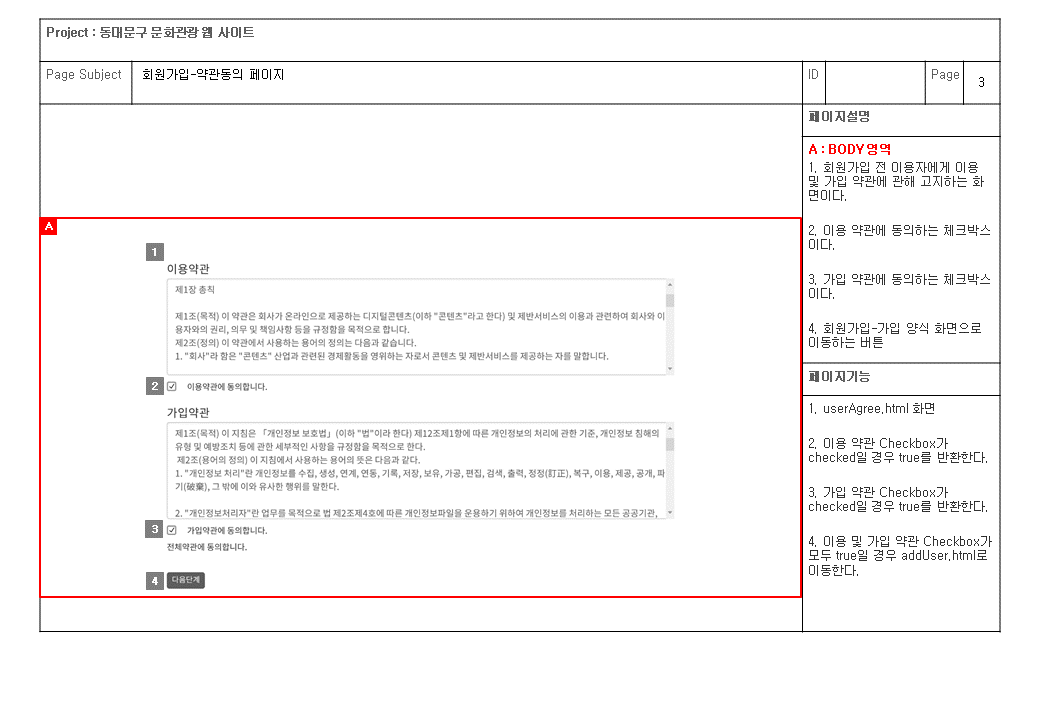 Project : 동대문구 문화관광 웹 사이트
Page Subject
회원가입-약관동의 페이지
ID
Page
3
A
1
이용약관
제1장 총칙
제1조(목적) 이 약관은 회사가 온라인으로 제공하는 디지털콘텐츠(이하 "콘텐츠"라고 한다) 및 제반서비스의 이용과 관련하여 회사와 이
용자와의 권리, 의무 및 책임사항 등을 규정함을 목적으로 합니다.
제2조(정의) 이 약관에서 사용하는 용어의 정의는 다음과 같습니다.
1. "회사"라 함은 "콘텐츠" 산업과 관련된 경제활동을 영위하는 자로서 콘텐츠 및 제반서비스를 제공하는 자를 말합니다.
2
이용약관에 동의합니다.
가입약관
제1조(목적) 이 지침은 「개인정보 보호법」(이하 "법"이라 한다) 제12조제1항에 따른 개인정보의 처리에 관한 기준, 개인정보 침해의
유형 및 예방조치 등에 관한 세부적인 사항을 규정함을 목적으로 한다.
제2조(용어의 정의) 이 지침에서 사용하는 용어의 뜻은 다음과 같다.
1. "개인정보 처리"란 개인정보를 수집, 생성, 연계, 연동, 기록, 저장, 보유, 가공, 편집, 검색, 출력, 정정(訂正), 복구, 이용, 제공, 공개, 파
기(破棄), 그 밖에 이와 유사한 행위를 말한다.
2. "개인정보처리자"란 업무를 목적으로 법 제2조제4호에 따른 개인정보파일을 운용하기 위하여 개인정보를 처리하는 모든 공공기관,
3
가입약관에 동의합니다.
전체약관에 동의합니다.
4
다음단계
페이지설명
A : BODY영역
1. 회원가입 전 이용자에게 이용
및 가입 약관에 관해 고지하는 화
면이다.
2. 이용 약관에 동의하는 체크박스
이다.
3. 가입 약관에 동의하는 체크박스
이다.
4. 회원가입-가입 양식 화면으로
이동하는 버튼
페이지기능
1. userAgree.html 화면
2. 이용 약관 Checkbox가
checked일 경우 true를 반환한다.
3. 가입 약관 Checkbox가
checked일 경우 true를 반환한다.
4. 이용 및 가입 약관 Checkbox가
모두 true일 경우 addUser.html로
이동한다.